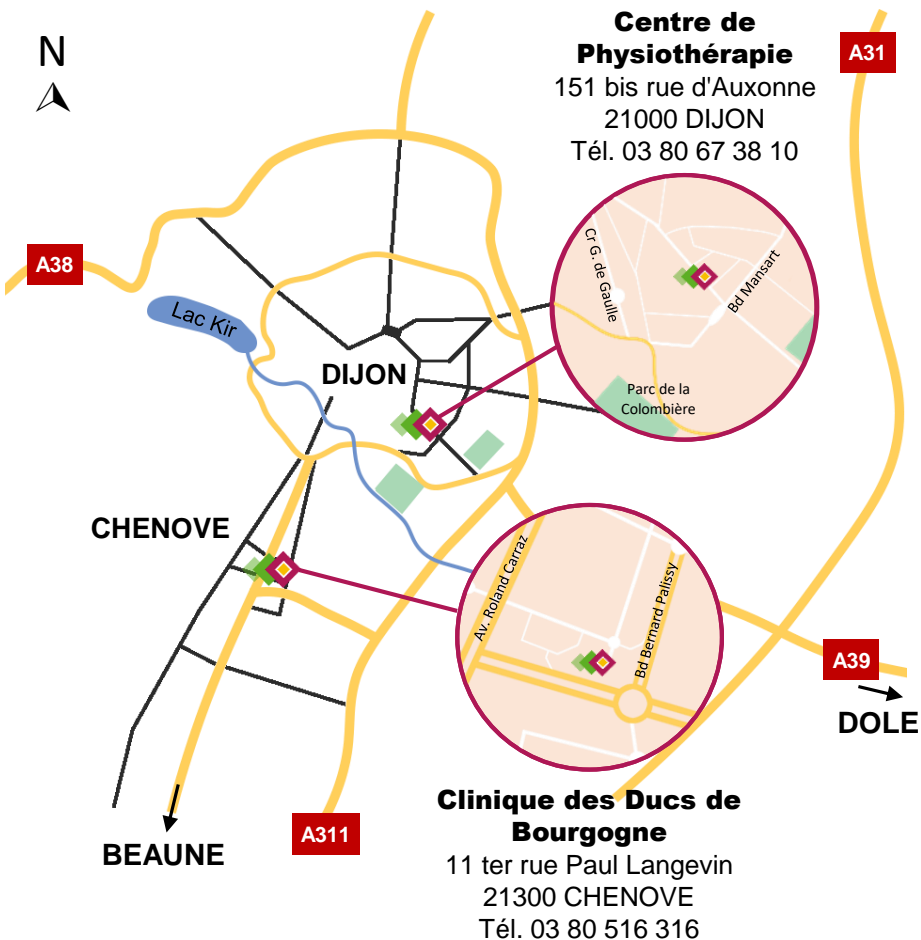 N
Centre de
Physiothérapie
151 bis rue d'Auxonne
21000 DIJON
Tél. 03 80 67 38 10
A31
A38
Lac Kir
Cr G. de Gaulle
Bd Mansart
Parc de la
Colombière
DIJON
CHENOVE
Av. Roland Carraz
Bd Bernard Palissy
A39
DOLE
A311
BEAUNE
Clinique des Ducs de
Bourgogne
11 ter rue Paul Langevin
21300 CHENOVE
Tél. 03 80 516 316